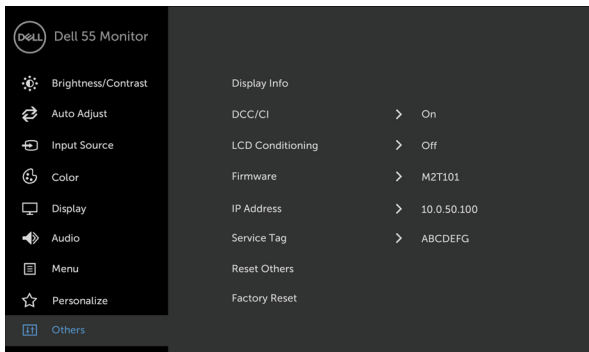 DELL Dell 55 Monitor
Brightness/Contrast
Auto Adjust
Input Source
Color
Display
Audio
Menu
Personalize
Others
Display Info
DCC/CI > On
LCD Conditioning > Off
Firmware > M2T101
IP Address > 10.0.50.100
Service Tag > ABCDEFG
Reset Others
Factory Reset